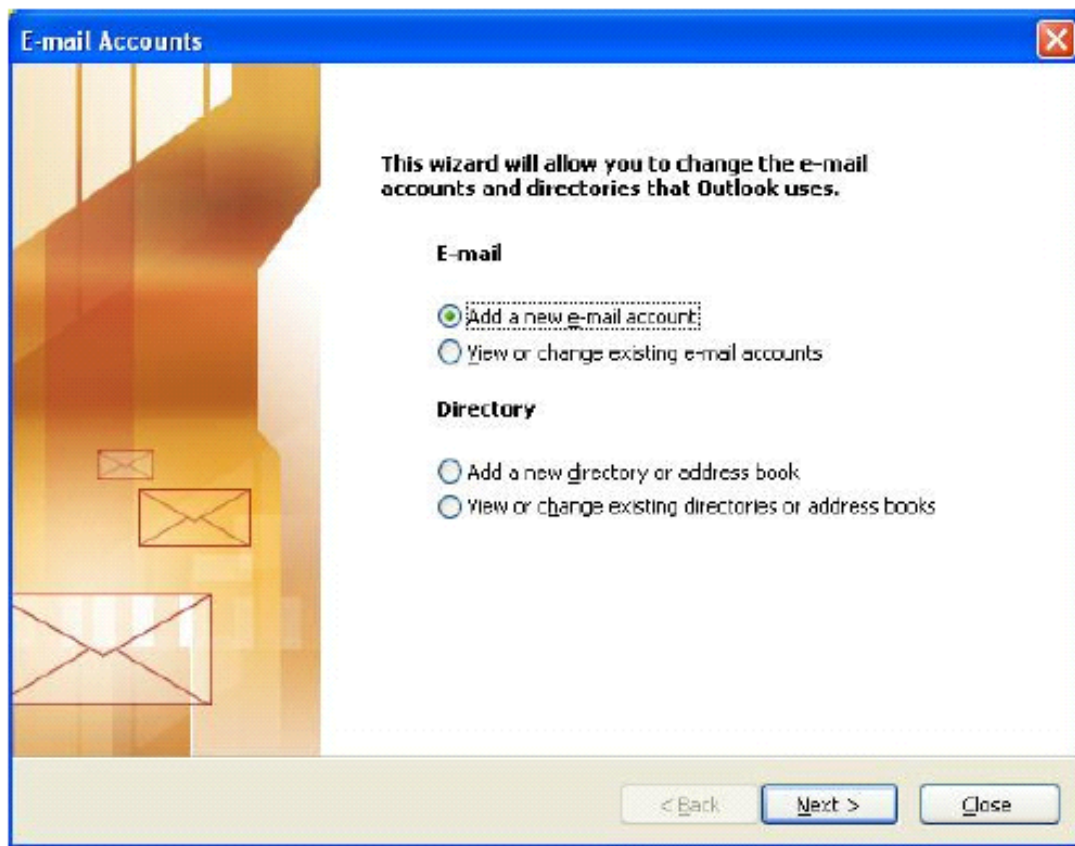 E-mail Accounts
This wizard will allow you to change the e-mail
accounts and directories that Outlook uses.
E-mail
Add a new e-mail account
View or change existing e-mail accounts
Directory
Add a new directory or address book
View or change existing directories or address books
< Back
Next >
Close